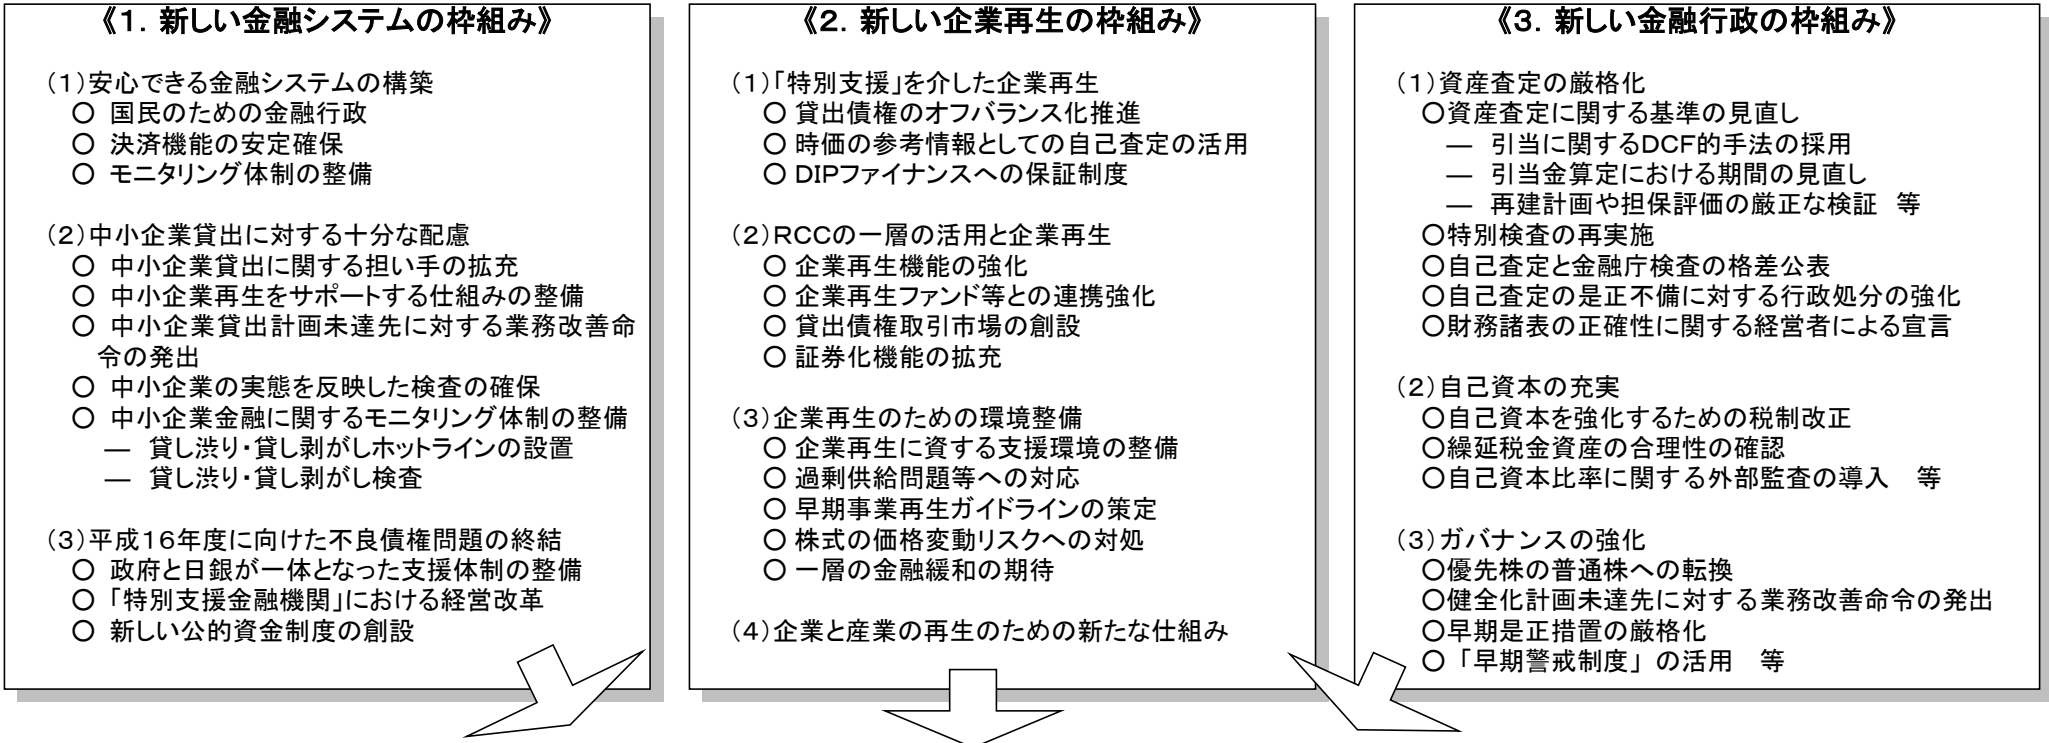 《1．新しい金融システムの枠組み》
（1）安心できる金融システムの構築
○ 国民のための金融行政
○ 決済機能の安定確保
○ モニタリング体制の整備
（2）中小企業貸出に対する十分な配慮
○ 中小企業貸出に関する担い手の拡充
○ 中小企業再生をサポートする仕組みの整備
○ 中小企業貸出計画未達先に対する業務改善命
令の発出
○ 中小企業の実態を反映した検査の確保
○ 中小企業金融に関するモニタリング体制の整備
― 貸し渋り・貸し剥がしホットラインの設置
― 貸し渋り・貸し剥がし検査
（3）平成16年度に向けた不良債権問題の終結
○ 政府と日銀が一体となった支援体制の整備
○ 「特別支援金融機関」における経営改革
○ 新しい公的資金制度の創設
《2．新しい企業再生の枠組み》
（1）「特別支援」を介した企業再生
○ 貸出債権のオフバランス化推進
○ 時価の参考情報としての自己査定の活用
○ DIPファイナンスへの保証制度
（2）RCCの一層の活用と企業再生
○ 企業再生機能の強化
○ 企業再生ファンド等との連携強化
○ 貸出債権取引市場の創設
○ 証券化機能の拡充
（3）企業再生のための環境整備
○ 企業再生に資する支援環境の整備
○ 過剰供給問題等への対応
○ 早期事業再生ガイドラインの策定
○ 株式の価格変動リスクへの対処
○ 一層の金融緩和の期待
（4）企業と産業の再生のための新たな仕組み
《3．新しい金融行政の枠組み》
（1）資産査定の厳格化
○資産査定に関する基準の見直し
― 引当に関するDCF的手法の採用
― 引当金算定における期間の見直し
― 再建計画や担保評価の厳正な検証 等
○特別検査の再実施
○自己査定と金融庁検査の格差公表
○自己査定の是正不備に対する行政処分の強化
○財務諸表の正確性に関する経営者による宣言
（2）自己資本の充実
○自己資本を強化するための税制改正
○繰延税金資産の合理性の確認
○自己資本比率に関する外部監査の導入　等
（3）ガバナンスの強化
○優先株の普通株への転換
○健全化計画未達先に対する業務改善命令の発出
○早期是正措置の厳格化
○「早期警戒制度」の活用　等